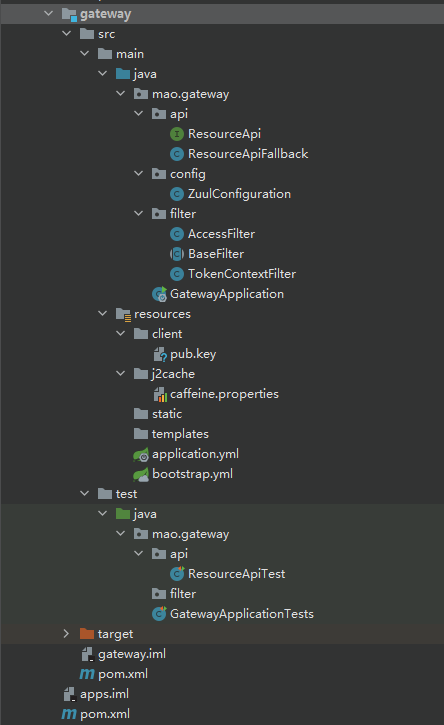 gateway
src
main
java
mao.gateway
api
ResourceApi
ResourceApiFallback
config
ZuulConfiguration
filter
AccessFilter
BaseFilter
TokenContextFilter
GatewayApplication
resources
client
pub.key
j2cache
caffeine.properties
static
templates
application.yml
bootstrap.yml
test
java
mao.gateway
api
ResourceApiTest
filter
GatewayApplicationTests
target
gateway.iml
pom.xml
apps.iml
pom.xml